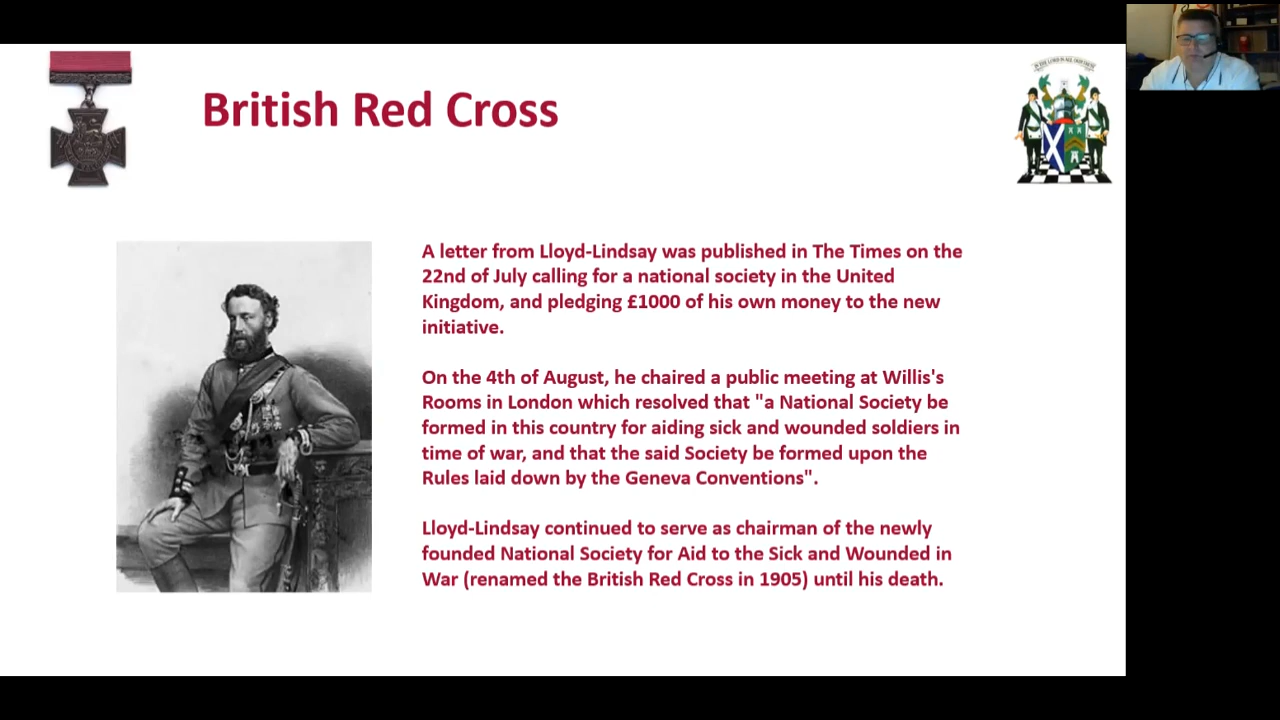 British Red Cross
A letter from Lloyd-Lindsay was published in The Times on the
22nd of July calling for a national society in the United
Kingdom, and pledging £1000 of his own money to the new
initiative.
On the 4th of August, he chaired a public meeting at Willis's
Rooms in London which resolved that "a National Society be
formed in this country for aiding sick and wounded soldiers in
time of war, and that the said Society be formed upon the
Rules laid down by the Geneva Conventions".
Lloyd-Lindsay continued to serve as chairman of the newly
founded National Society for Aid to the Sick and Wounded in
War (renamed the British Red Cross in 1905) until his death.